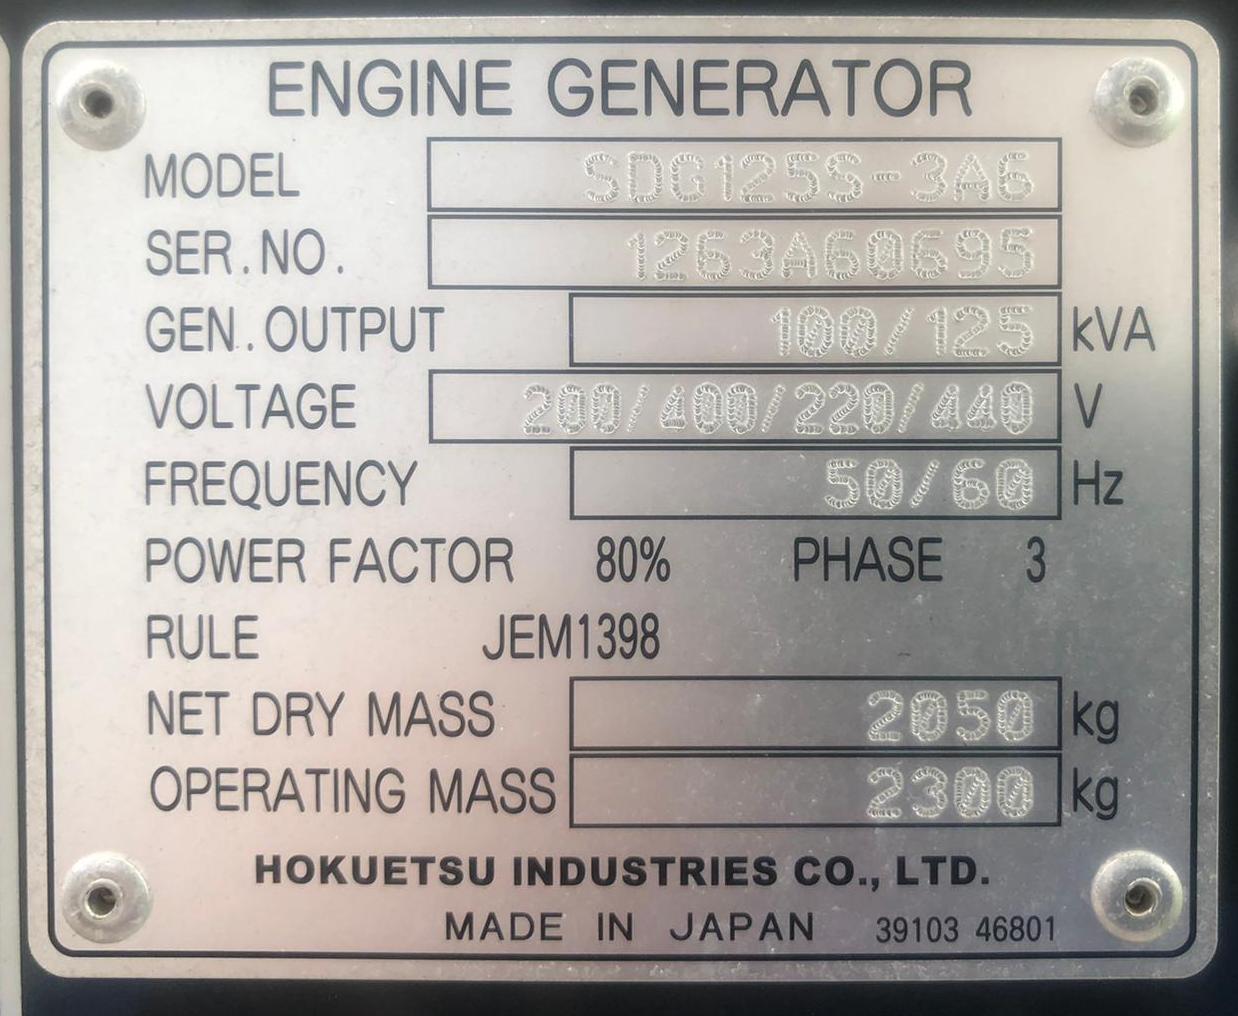 ENGINE GENERATOR
MODEL SDG125S-3A6
SER.NO. 1263A60695
GEN.OUTPUT 100/125 kVA
VOLTAGE 200/400/220/440 V
FREQUENCY 50/60 Hz
POWER FACTOR 80% PHASE 3
RULE JEM1398
NET DRY MASS 2050 kg
OPERATING MASS 2300 kg
HOKUETSU INDUSTRIES CO., LTD.
MADE IN JAPAN 39103 46801